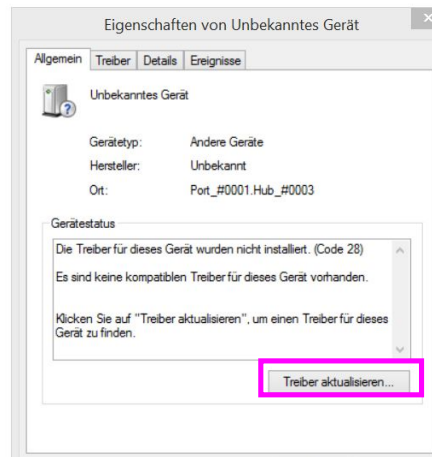 Eigenschaften von Unbekanntes Gerät
Allgemein Treiber Details Ereignisse
Unbekanntes Gerät
Gerätetyp: Andere Geräte
Hersteller: Unbekannt
Ort: Port_#0001.Hub_#0003
Gerätestatus
Die Treiber für dieses Gerät wurden nicht installiert. (Code 28)
Es sind keine kompatiblen Treiber für dieses Gerät vorhanden.
Klicken Sie auf "Treiber aktualisieren", um einen Treiber für dieses
Gerät zu finden.
Treiber aktualisieren...